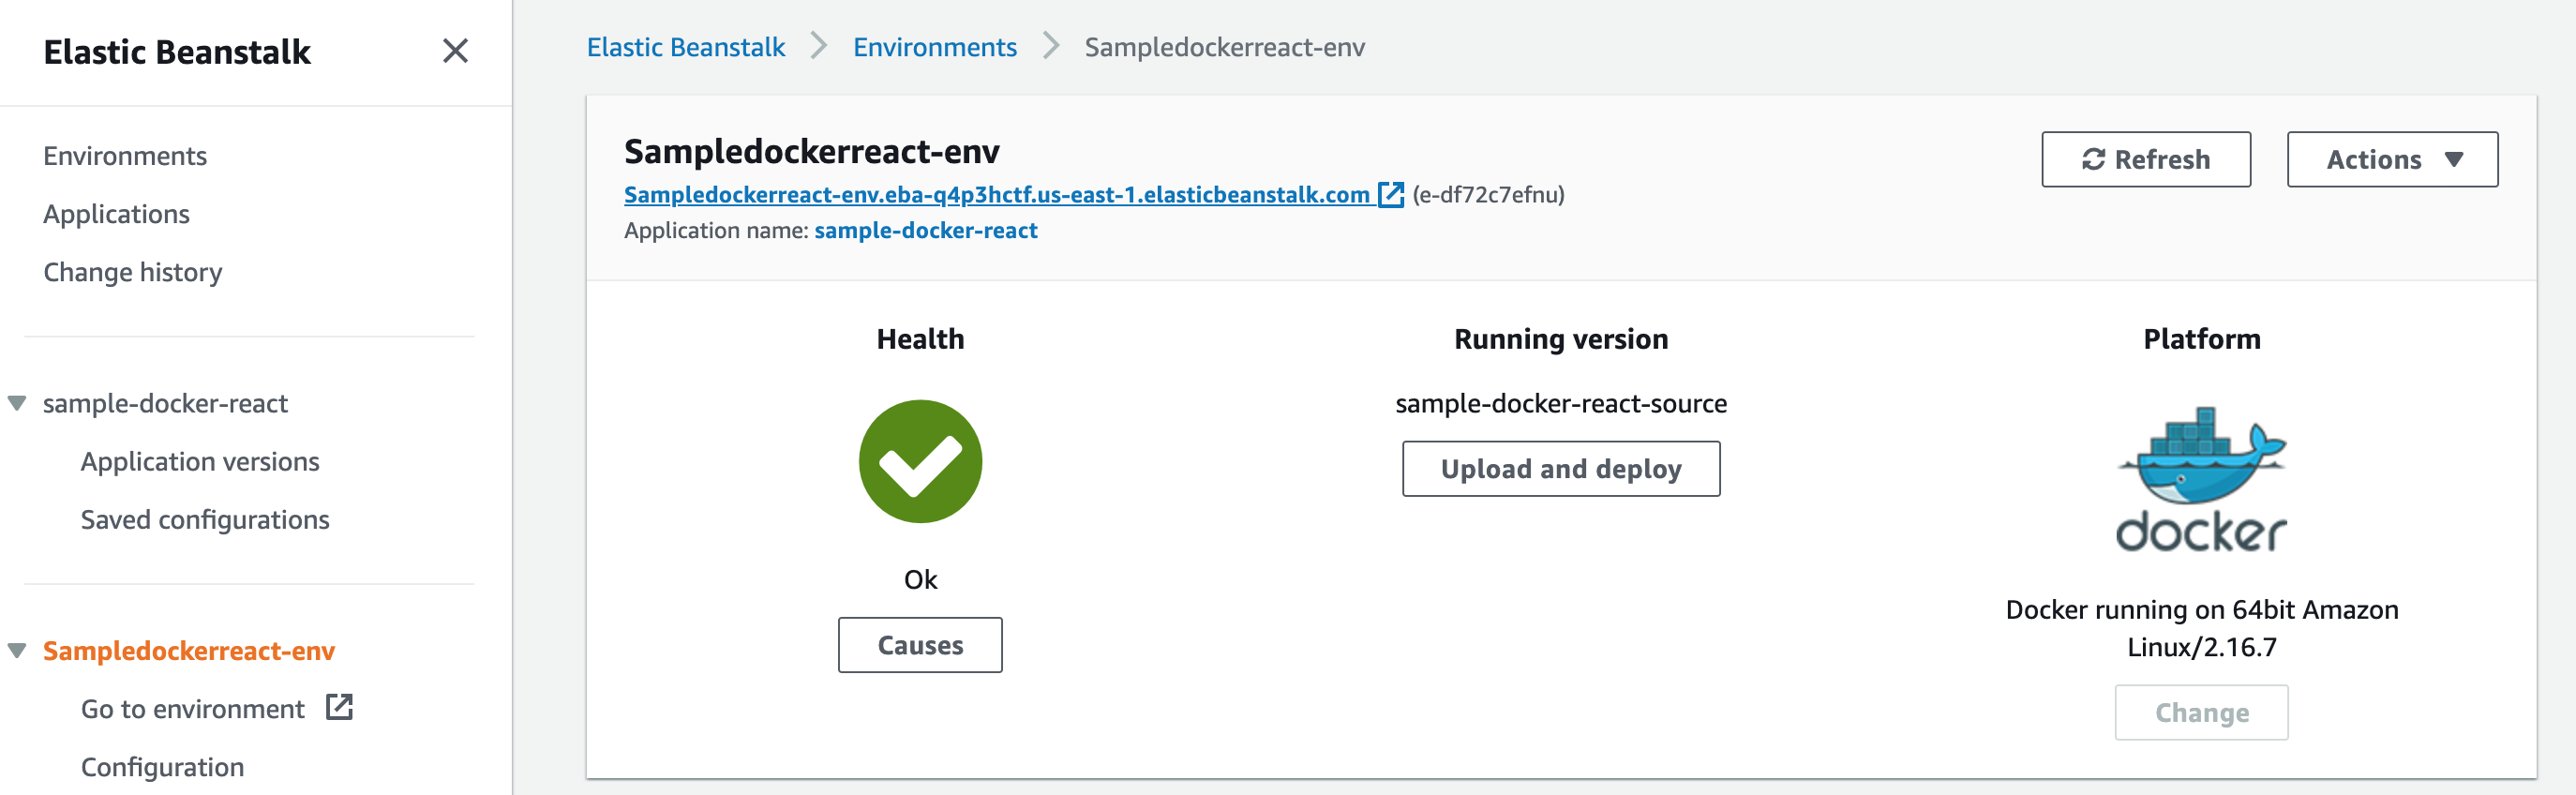 Elastic Beanstalk
Environments
Applications
Change history
sample-docker-react
Application versions
Saved configurations
Sampledockerreact-env
Go to environment
Configuration
Elastic Beanstalk
Environments
Sampledockerreact-env
Sampledockerreact-env
Sampledockerreact-env.eba-q4p3hctf.us-east-1.elasticbeanstalk.com (e-df72c7efnu)
Application name: sample-docker-react
Refresh
Actions
Health
Ok
Causes
Running version
sample-docker-react-source
Upload and deploy
Platform
docker
Docker running on 64bit Amazon
Linux/2.16.7
Change